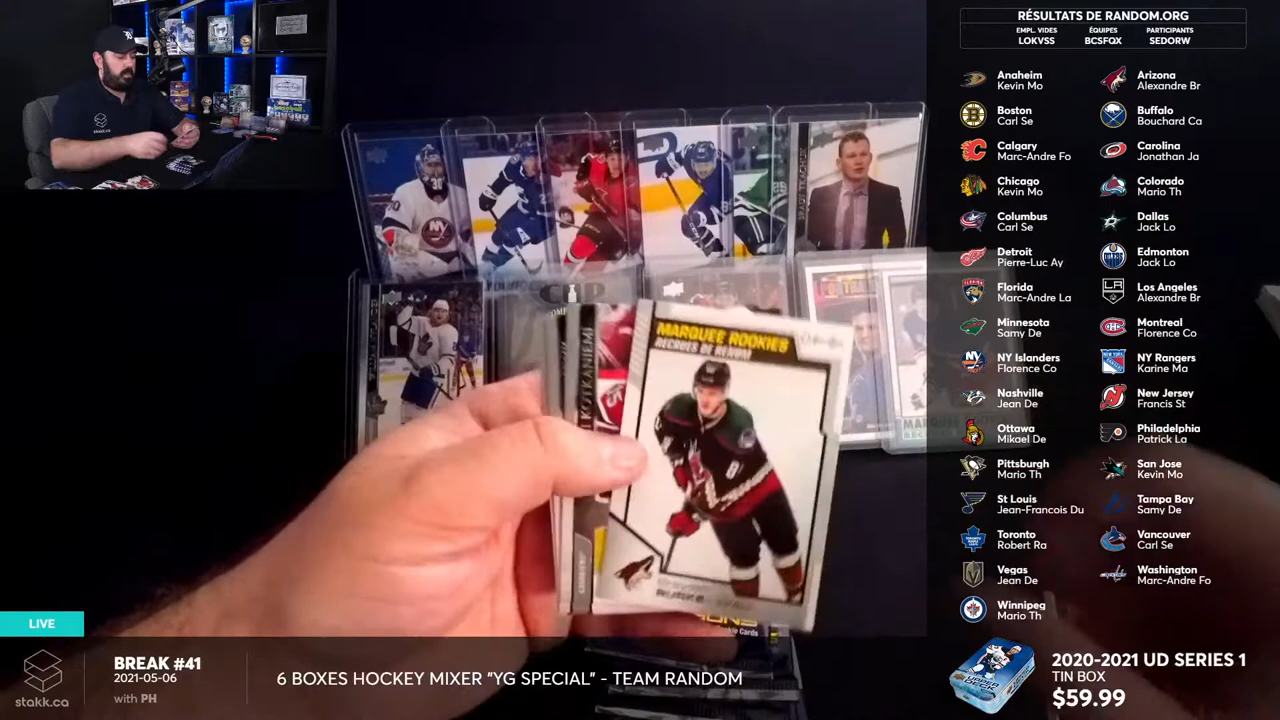 RÉSULTATS DE RANDOM.ORG
EMPL. VIDES ÉQUIPES PARTICIPANTS
LOKVSS BCSFQX SEDORW
Anaheim
Kevin Mo
Arizona
Alexandre Br
Boston
Carl Se
Buffalo
Bouchard Ca
Calgary
Marc-Andre Fo
Carolina
Jonathan Ja
Chicago
Kevin Mo
Colorado
Mario Th
Columbus
Carl Se
Dallas
Jack Lo
Detroit
Pierre-Luc Ay
Edmonton
Jack Lo
Florida
Marc-Andre La
Los Angeles
Alexandre Br
Minnesota
Samy De
Montreal
Florence Co
NY Islanders
Florence Co
NY Rangers
Karine Ma
Nashville
Jean De
New Jersey
Francis St
Ottawa
Mikael De
Philadelphia
Patrick La
Pittsburgh
Mario Th
San Jose
Kevin Mo
St Louis
Jean-Francois Du
Tampa Bay
Samy De
Toronto
Robert Ra
Vancouver
Carl Se
Vegas
Jean De
Washington
Marc-Andre Fo
Winnipeg
Mario Th
stakk
BRADY TKACHUK
CUP
KOTKANIEMI
MARQUEE ROOKIES
RECRUES DE RENOM
LIVE
stakk.ca
BREAK #41
2021-05-06
with PH
6 BOXES HOCKEY MIXER "YG SPECIAL" - TEAM RANDOM
2020-2021 UD SERIES 1
TIN BOX
$59.99